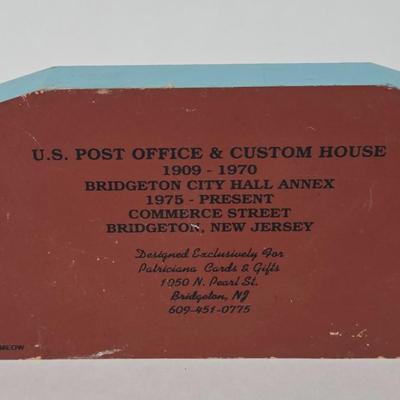 U.S. POST OFFICE & CUSTOM HOUSE
1909 - 1970
BRIDGETON CITY HALL ANNEX
1975 - PRESENT
COMMERCE STREET
BRIDGETON, NEW JERSEY
Designed Exclusively For
Patriciana Cards & Gifts
1050 N. Pearl St.
Bridgeton, NJ
609-451-0775
MEOW